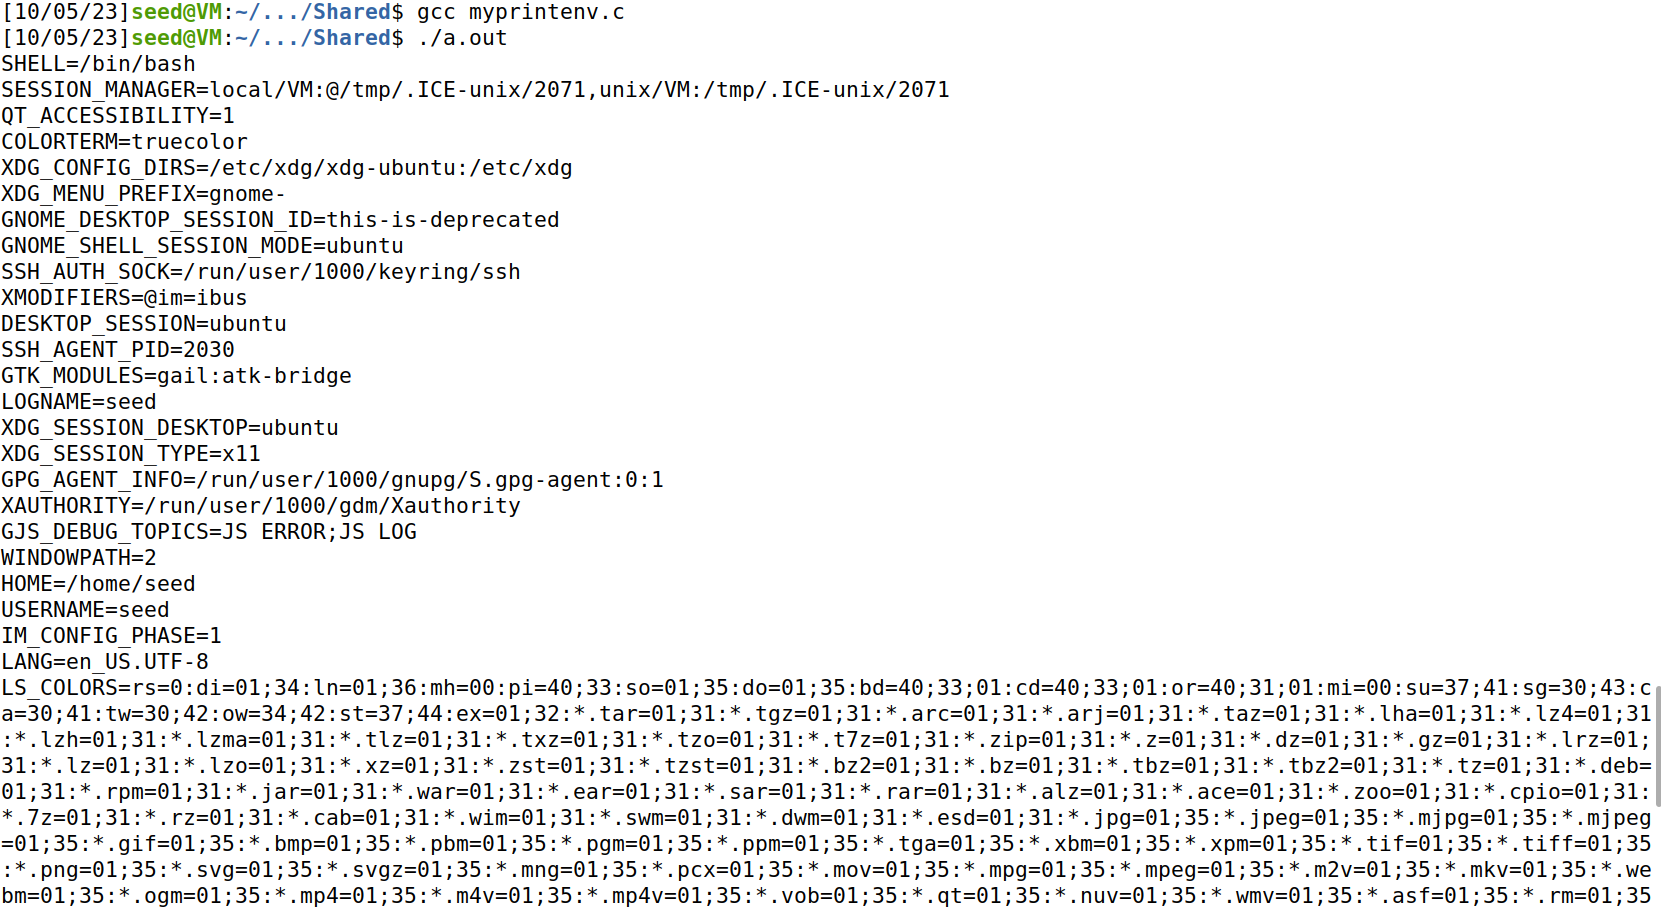 [10/05/23]seed@VM:~/.../Shared$ gcc myprintenv.c
[10/05/23]seed@VM:~/.../Shared$ ./a.out
SHELL=/bin/bash
SESSION_MANAGER=local/VM:@/tmp/.ICE-unix/2071,unix/VM:/tmp/.ICE-unix/2071
QT_ACCESSIBILITY=1
COLORTERM=truecolor
XDG_CONFIG_DIRS=/etc/xdg/xdg-ubuntu:/etc/xdg
XDG_MENU_PREFIX=gnome-
GNOME_DESKTOP_SESSION_ID=this-is-deprecated
GNOME_SHELL_SESSION_MODE=ubuntu
SSH_AUTH_SOCK=/run/user/1000/keyring/ssh
XMODIFIERS=@im=ibus
DESKTOP_SESSION=ubuntu
SSH_AGENT_PID=2030
GTK_MODULES=gail:atk-bridge
LOGNAME=seed
XDG_SESSION_DESKTOP=ubuntu
XDG_SESSION_TYPE=x11
GPG_AGENT_INFO=/run/user/1000/gnupg/S.gpg-agent:0:1
XAUTHORITY=/run/user/1000/gdm/Xauthority
GJS_DEBUG_TOPICS=JS ERROR;JS LOG
WINDOWPATH=2
HOME=/home/seed
USERNAME=seed
IM_CONFIG_PHASE=1
LANG=en_US.UTF-8
LS_COLORS=rs=0:di=01;34:ln=01;36:mh=00:pi=40;33:so=01;35:do=01;35:bd=40;33;01:cd=40;33;01:or=40;31;01:mi=00:su=37;41:sg=30;43:c
a=30;41:tw=30;42:ow=34;42:st=37;44:ex=01;32:*.tar=01;31:*.tgz=01;31:*.arc=01;31:*.arj=01;31:*.taz=01;31:*.lha=01;31:*.lz4=01;31
:*.lzh=01;31:*.lzma=01;31:*.tlz=01;31:*.txz=01;31:*.tzo=01;31:*.t7z=01;31:*.zip=01;31:*.z=01;31:*.dz=01;31:*.gz=01;31:*.lrz=01;
31:*.lz=01;31:*.lzo=01;31:*.xz=01;31:*.zst=01;31:*.tzst=01;31:*.bz2=01;31:*.bz=01;31:*.tbz=01;31:*.tbz2=01;31:*.tz=01;31:*.deb=
01;31:*.rpm=01;31:*.jar=01;31:*.war=01;31:*.ear=01;31:*.sar=01;31:*.rar=01;31:*.alz=01;31:*.ace=01;31:*.zoo=01;31:*.cpio=01;31:
*.7z=01;31:*.rz=01;31:*.cab=01;31:*.wim=01;31:*.swm=01;31:*.dwm=01;31:*.esd=01;31:*.jpg=01;35:*.jpeg=01;35:*.mjpg=01;35:*.mjpeg
=01;35:*.gif=01;35:*.bmp=01;35:*.pbm=01;35:*.pgm=01;35:*.ppm=01;35:*.tga=01;35:*.xbm=01;35:*.xpm=01;35:*.tif=01;35:*.tiff=01;35
:*.png=01;35:*.svg=01;35:*.svgz=01;35:*.mng=01;35:*.pcx=01;35:*.mov=01;35:*.mpg=01;35:*.mpeg=01;35:*.m2v=01;35:*.mkv=01;35:*.we
bm=01;35:*.ogm=01;35:*.mp4=01;35:*.m4v=01;35:*.mp4v=01;35:*.vob=01;35:*.qt=01;35:*.nuv=01;35:*.wmv=01;35:*.asf=01;35:*.rm=01;35